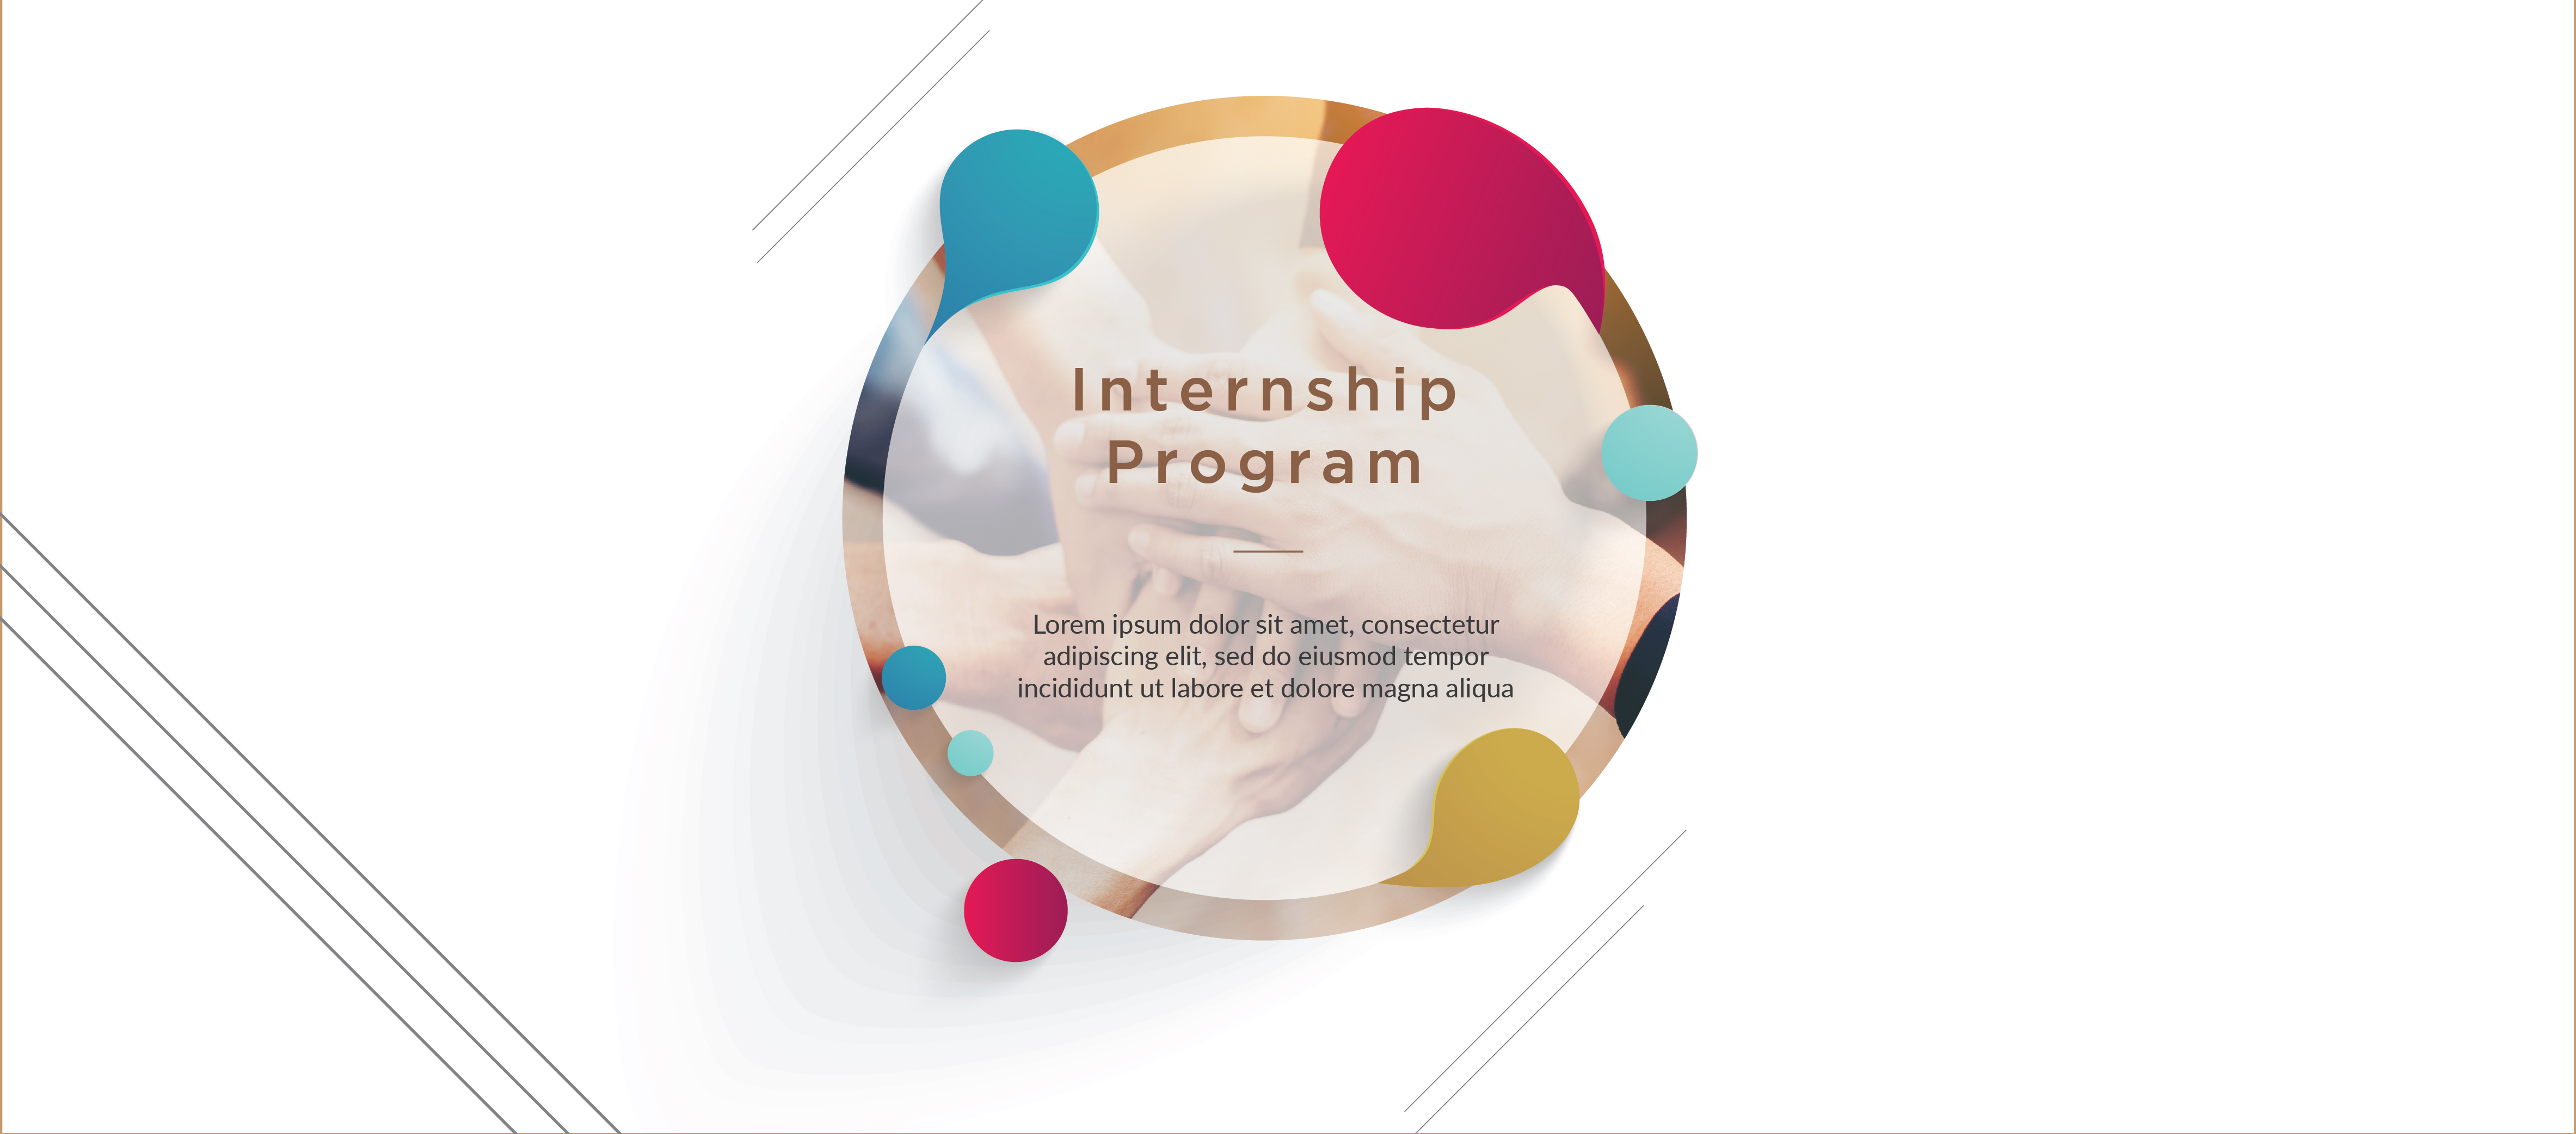 Internship
Program
Lorem ipsum dolor sit amet, consectetur
adipiscing elit, sed do eiusmod tempor
incididunt ut labore et dolore magna aliqua